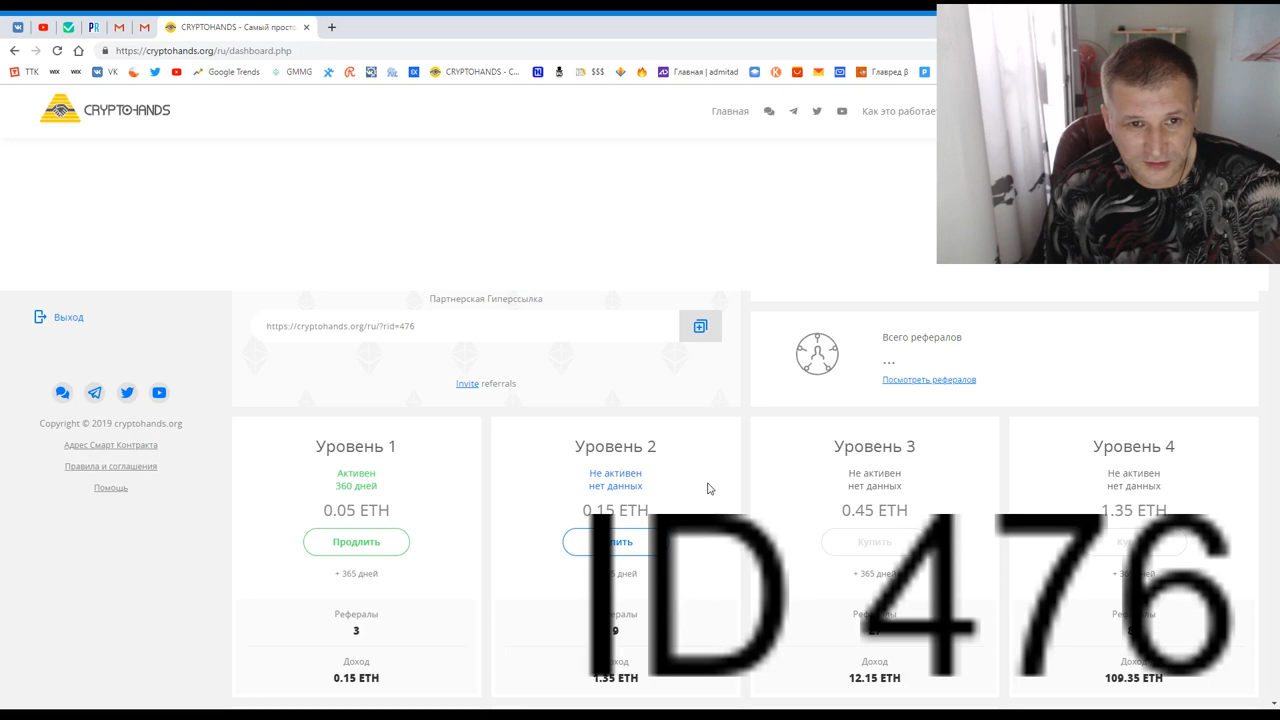 CRYPTOHANDS - Самый прост
https://cryptohands.org/ru/dashboard.php
ТТК
VK
Google Trends
GMMG
CRYPTOHANDS - C...
$$$
Главная | admitad
Главред β
CRYPTOHANDS
Главная
Как это работае
Партнерская Гиперссылка
https://cryptohands.org/ru/?rid=476
Invite referrals
Всего рефералов
...
Посмотреть рефералов
Выход
Copyright © 2019 cryptohands.org
Адрес Смарт Контракта
Правила и соглашения
Помощь
Уровень 1
Активен
360 дней
0.05 ETH
Продлить
+ 365 дней
Рефералы
3
Доход
0.15 ETH
Уровень 2
Не активен
нет данных
0.15 ETH
9
1.35 ETH
Уровень 3
Не активен
нет данных
0.45 ETH
Купить
+ 365 дней
Доход
12.15 ETH
Уровень 4
Не активен
нет данных
1.35 ETH
109.35 ETH
ID 476